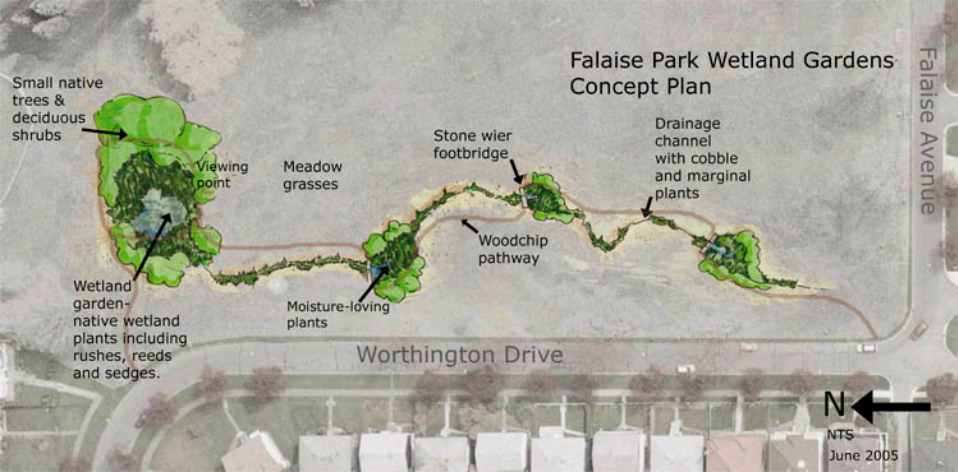 Falaise Park Wetland Gardens
Concept Plan
Falaise Avenue
Small native
trees &
deciduous
shrubs
Viewing
point
Meadow
grasses
Stone wier
footbridge
Drainage
channel
with cobble
and marginal
plants
Woodchip
pathway
Wetland
garden-
native wetland
plants including
rushes, reeds
and sedges.
Moisture-loving
plants
Worthington Drive
N
NTS
June 2005